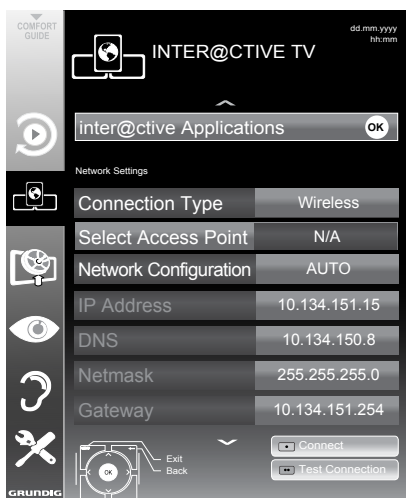 COMFORT
GUIDE
INTER@CTIVE TV
dd.mm.yyyy
hh:mm
inter@ctive Applications OK
Network Settings
Connection Type Wireless
Select Access Point N/A
Network Configuration AUTO
IP Address 10.134.151.15
DNS 10.134.150.8
Netmask 255.255.255.0
Gateway 10.134.151.254
OK
Exit
Back
Connect
Test Connection
GRUNDIG